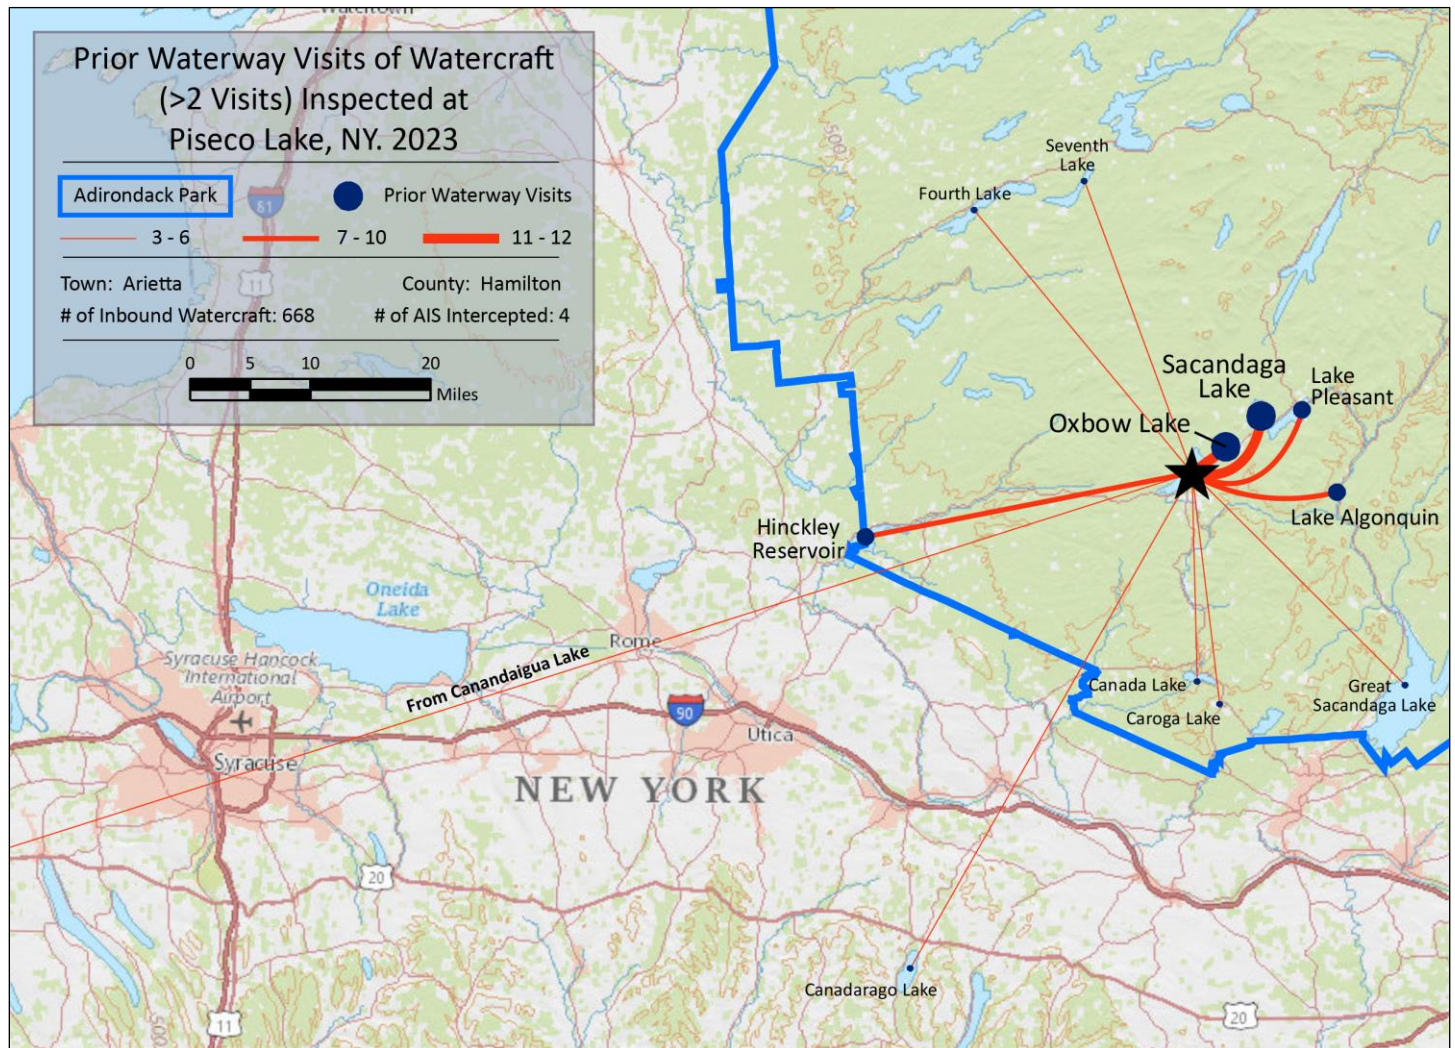 Watertown
Prior Waterway Visits of Watercraft
(>2 Visits) Inspected at
Piseco Lake, NY. 2023
Adirondack Park
Prior Waterway Visits
3 - 6
7 - 10
11 - 12
Town: Arietta
County: Hamilton
# of Inbound Watercraft: 668
# of AIS Intercepted: 4
0
5
10
20
Miles
81
11
500
Seventh
Lake
Fourth Lake
Sacandaga
Lake
Lake
Pleasant
Oxbow Lake
Lake Algonquin
Hinckley
Reservoir
Oneida
Lake
Rome
Syracuse Hancock
International
Airport
From Canandaigua Lake
Canada Lake
Caroga Lake
Great
Sacandaga Lake
90
Utica
Syracuse
NEW YORK
20
Canadarago Lake
500
11
20